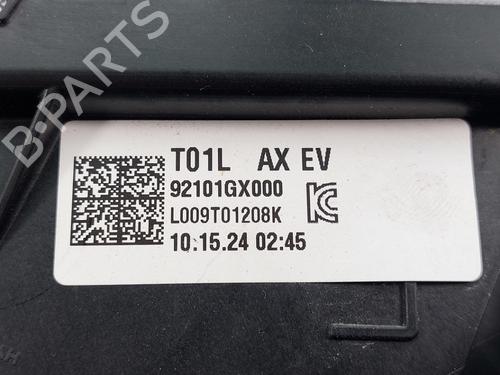 T01L AX EV
92101GX000
L009T01208K
10.15.24 02:45
B-PARTS